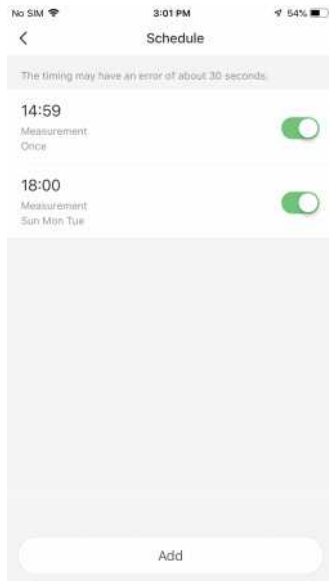 No SIM 3:01 PM 54%
Schedule
The timing may have an error of about 30 seconds.
14:59
Measurement
Once
18:00
Measurement
Sun Mon Tue
Add